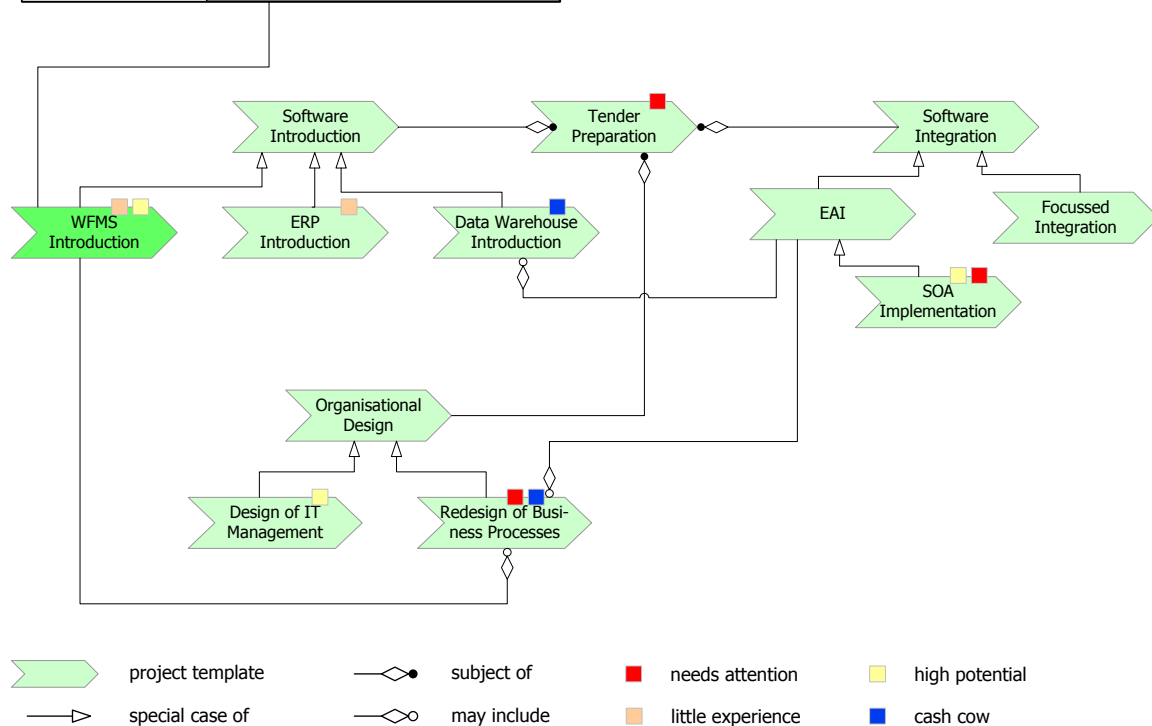 Software
Introduction
Tender
Preparation
Software
Integration
WFMS
Introduction
ERP
Introduction
Data Warehouse
Introduction
EAI
Focussed
Integration
SOA
Implementation
Organisational
Design
Design of IT
Management
Redesign of Busi-
ness Processes
project template
subject of
needs attention
high potential
special case of
may include
little experience
cash cow